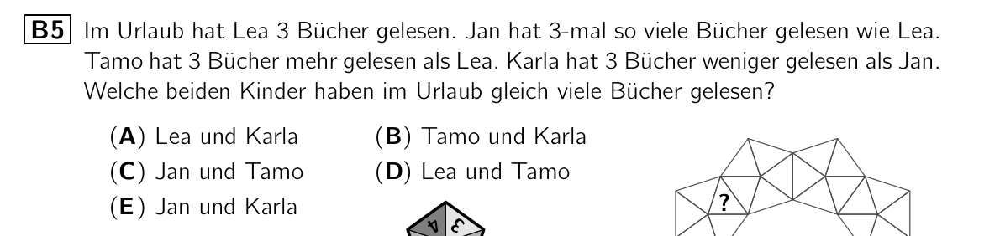 B5 Im Urlaub hat Lea 3 Bücher gelesen. Jan hat 3-mal so viele Bücher gelesen wie Lea.
Tamo hat 3 Bücher mehr gelesen als Lea. Karla hat 3 Bücher weniger gelesen als Jan.
Welche beiden Kinder haben im Urlaub gleich viele Bücher gelesen?
(A) Lea und Karla (B) Tamo und Karla
(C) Jan und Tamo (D) Lea und Tamo
(E) Jan und Karla
?
4 3